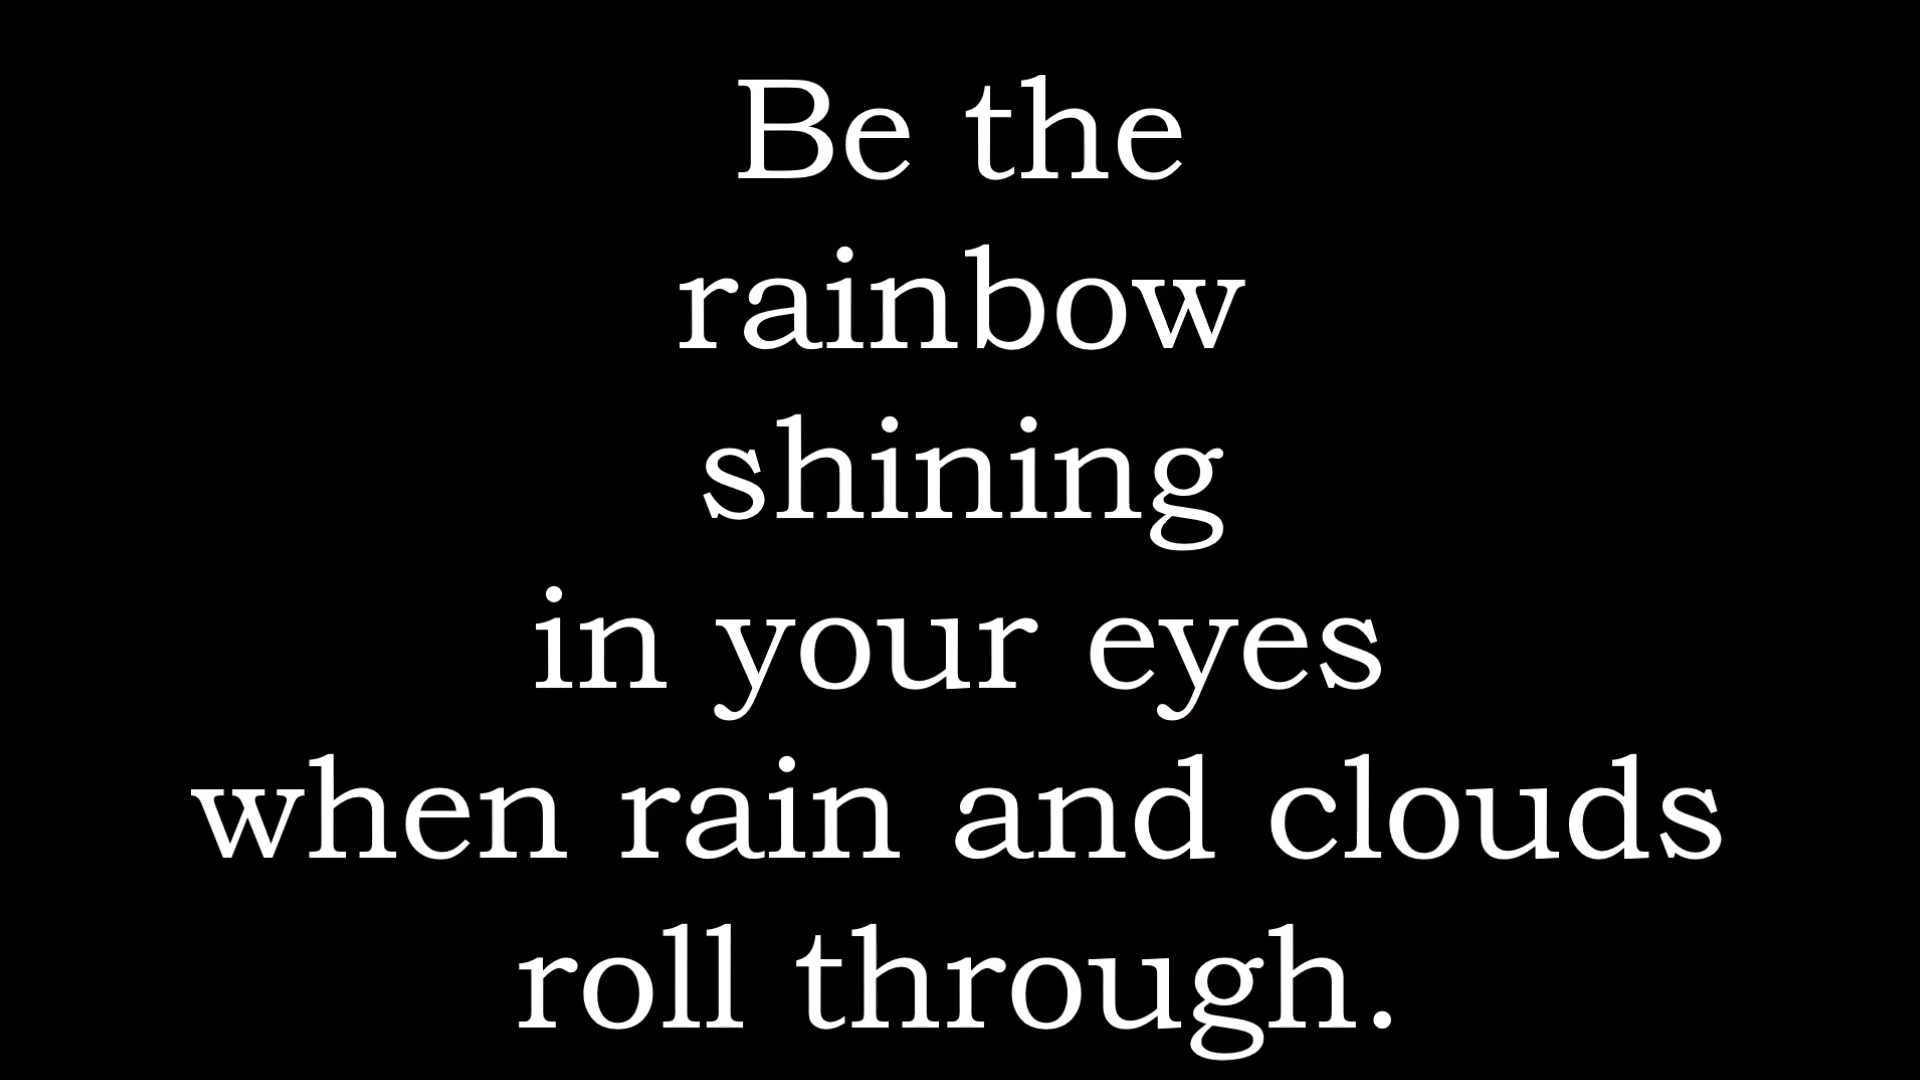 Be the
rainbow
shining
in your eyes
when rain and clouds
roll through.